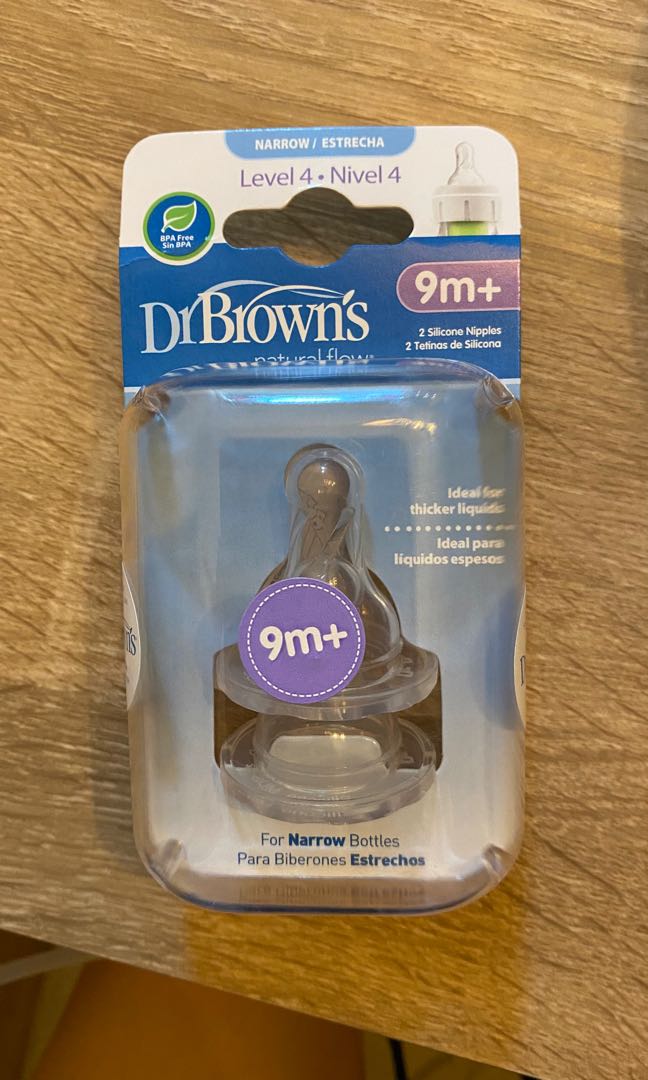 NARROW / ESTRECHA
Level 4 • Nivel 4
BPA Free
Sin BPA
9m+
Dr Brown's
natural flow
2 Silicone Nipples
2 Tetinas de Silicona
Ideal for
thicker liquids
Ideal para
líquidos espesos
9m+
For Narrow Bottles
Para Biberones Estrechos